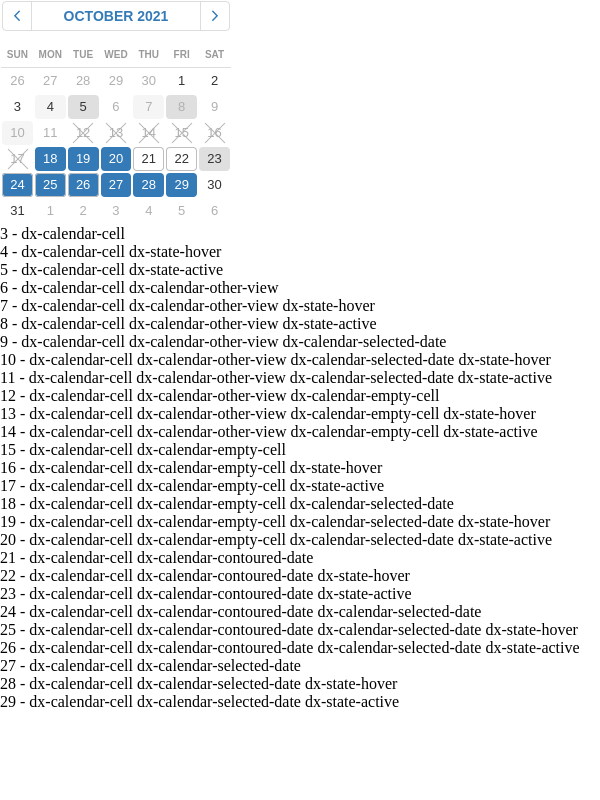 OCTOBER 2021
SUN MON TUE WED THU FRI SAT
26 27 28 29 30 1 2
3 4 5 6 7 8 9
10 11 12 13 14 15 16
17 18 19 20 21 22 23
24 25 26 27 28 29 30
31 1 2 3 4 5 6
3 - dx-calendar-cell
4 - dx-calendar-cell dx-state-hover
5 - dx-calendar-cell dx-state-active
6 - dx-calendar-cell dx-calendar-other-view
7 - dx-calendar-cell dx-calendar-other-view dx-state-hover
8 - dx-calendar-cell dx-calendar-other-view dx-state-active
9 - dx-calendar-cell dx-calendar-other-view dx-calendar-selected-date
10 - dx-calendar-cell dx-calendar-other-view dx-calendar-selected-date dx-state-hover
11 - dx-calendar-cell dx-calendar-other-view dx-calendar-selected-date dx-state-active
12 - dx-calendar-cell dx-calendar-other-view dx-calendar-empty-cell
13 - dx-calendar-cell dx-calendar-other-view dx-calendar-empty-cell dx-state-hover
14 - dx-calendar-cell dx-calendar-other-view dx-calendar-empty-cell dx-state-active
15 - dx-calendar-cell dx-calendar-empty-cell
16 - dx-calendar-cell dx-calendar-empty-cell dx-state-hover
17 - dx-calendar-cell dx-calendar-empty-cell dx-state-active
18 - dx-calendar-cell dx-calendar-empty-cell dx-calendar-selected-date
19 - dx-calendar-cell dx-calendar-empty-cell dx-calendar-selected-date dx-state-hover
20 - dx-calendar-cell dx-calendar-empty-cell dx-calendar-selected-date dx-state-active
21 - dx-calendar-cell dx-calendar-contoured-date
22 - dx-calendar-cell dx-calendar-contoured-date dx-state-hover
23 - dx-calendar-cell dx-calendar-contoured-date dx-state-active
24 - dx-calendar-cell dx-calendar-contoured-date dx-calendar-selected-date
25 - dx-calendar-cell dx-calendar-contoured-date dx-calendar-selected-date dx-state-hover
26 - dx-calendar-cell dx-calendar-contoured-date dx-calendar-selected-date dx-state-active
27 - dx-calendar-cell dx-calendar-selected-date
28 - dx-calendar-cell dx-calendar-selected-date dx-state-hover
29 - dx-calendar-cell dx-calendar-selected-date dx-state-active